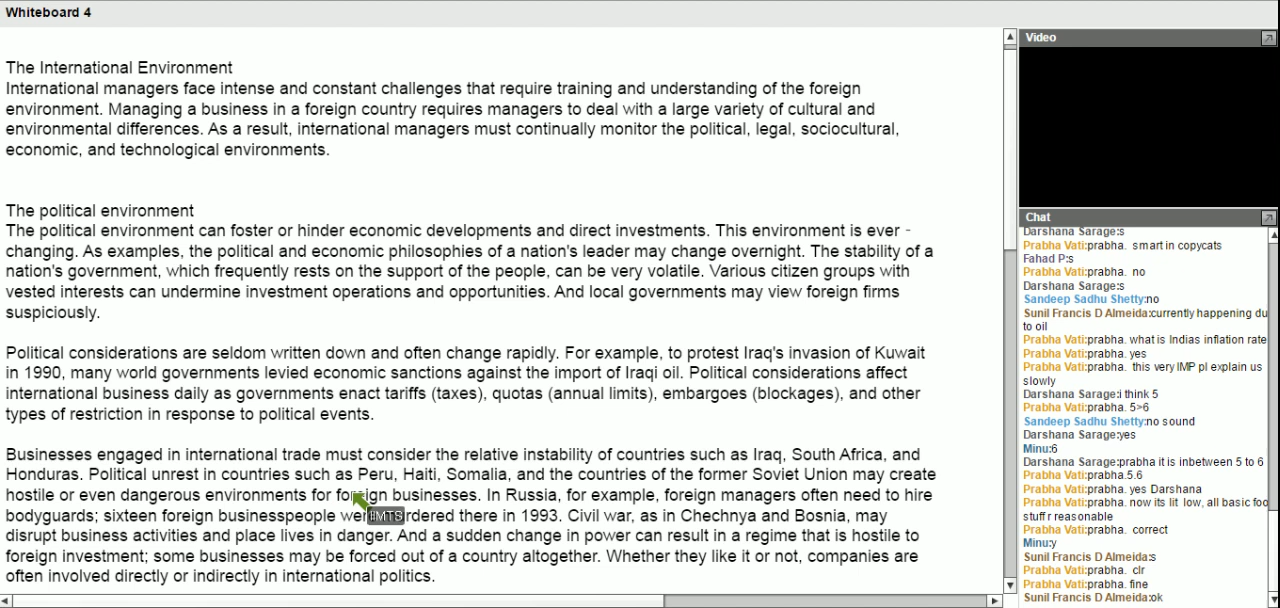 Whiteboard 4
The International Environment
International managers face intense and constant challenges that require training and understanding of the foreign
environment. Managing a business in a foreign country requires managers to deal with a large variety of cultural and
environmental differences. As a result, international managers must continually monitor the political, legal, sociocultural,
economic, and technological environments.
The political environment
The political environment can foster or hinder economic developments and direct investments. This environment is ever -
changing. As examples, the political and economic philosophies of a nation's leader may change overnight. The stability of a
nation's government, which frequently rests on the support of the people, can be very volatile. Various citizen groups with
vested interests can undermine investment operations and opportunities. And local governments may view foreign firms
suspiciously.
Political considerations are seldom written down and often change rapidly. For example, to protest Iraq's invasion of Kuwait
in 1990, many world governments levied economic sanctions against the import of Iraqi oil. Political considerations affect
international business daily as governments enact tariffs (taxes), quotas (annual limits), embargoes (blockages), and other
types of restriction in response to political events.
Businesses engaged in international trade must consider the relative instability of countries such as Iraq, South Africa, and
Honduras. Political unrest in countries such as Peru, Haiti, Somalia, and the countries of the former Soviet Union may create
hostile or even dangerous environments for foreign businesses. In Russia, for example, foreign managers often need to hire
bodyguards; sixteen foreign businesspeople were murdered there in 1993. Civil war, as in Chechnya and Bosnia, may
disrupt business activities and place lives in danger. And a sudden change in power can result in a regime that is hostile to
foreign investment; some businesses may be forced out of a country altogether. Whether they like it or not, companies are
often involved directly or indirectly in international politics.
Video
Chat
Darshana Sarage:s
Prabha Vati:prabha. smart in copycats
Fahad P:s
Prabha Vati:prabha. no
Darshana Sarage:s
Sandeep Sadhu Shetty:no
Sunil Francis D Almeida:currently happening du
to oil
Prabha Vati:prabha. what is Indias inflation rate
Prabha Vati:prabha. yes
Prabha Vati:prabha. this very IMP pl explain us
slowly
Darshana Sarage:i think 5
Prabha Vati:prabha. 5>6
Sandeep Sadhu Shetty:no sound
Darshana Sarage:yes
Minu:6
Darshana Sarage:prabha it is inbetween 5 to 6
Prabha Vati:prabha.5.6
Prabha Vati:prabha. yes Darshana
Prabha Vati:prabha. now its lit low, all basic foo
stuff r reasonable
Prabha Vati:prabha. correct
Minu:y
Sunil Francis D Almeida:s
Prabha Vati:prabha. clr
Prabha Vati:prabha. fine
Sunil Francis D Almeida:ok